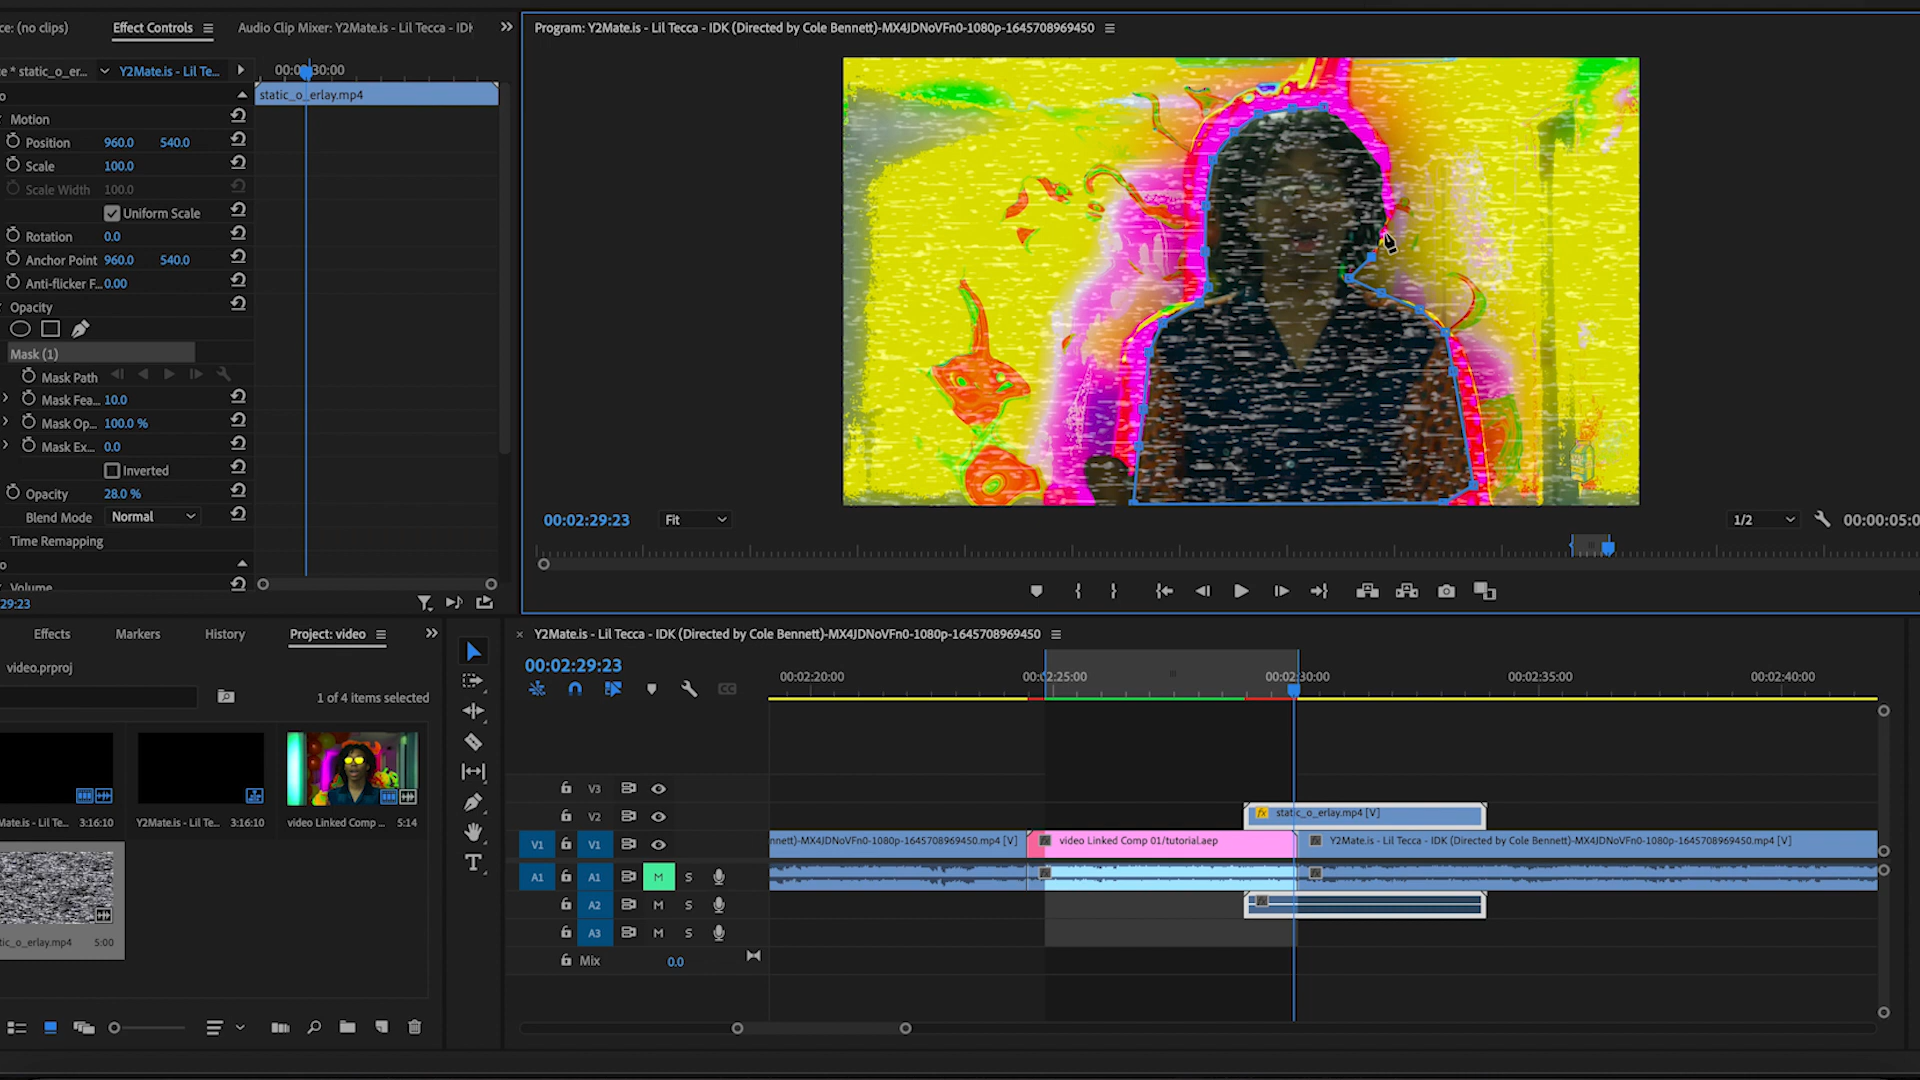 ce: (no clips)
Effect Controls
Audio Clip Mixer: Y2Mate.is - Lil Tecca - IDK
Program: Y2Mate.is - Lil Tecca - IDK (Directed by Cole Bennett)-MX4JDNoVFn0-1080p-1645708969450
e * static_o_er...
Y2Mate.is - Lil Te...
static_o_erlay.mp4
Motion
Position 960.0 540.0
Scale 100.0
Scale Width 100.0
Uniform Scale
Rotation 0.0
Anchor Point 960.0 540.0
Anti-flicker F... 0.00
Opacity
Mask (1)
Mask Path
Mask Fea... 10.0
Mask Op... 100.0 %
Mask Ex... 0.0
Inverted
Opacity 28.0 %
Blend Mode Normal
Time Remapping
Volume
29:23
00:02:29:23
Fit
1/2
00:00:05:0
Effects
Markers
History
Project: video
video.prproj
1 of 4 items selected
Mate.is - Lil Te... 3:16:10
Y2Mate.is - Lil Te... 3:16:10
video Linked Comp ... 5:14
tic_o_erlay.mp4 5:00
Y2Mate.is - Lil Tecca - IDK (Directed by Cole Bennett)-MX4JDNoVFn0-1080p-1645708969450
00:02:29:23
00:02:20:00
00:02:25:00
00:02:30:00
00:02:35:00
00:02:40:00
V3
V2
static_o_erlay.mp4 [V]
V1 V1
nnett)-MX4JDNoVFn0-1080p-1645708969450.mp4 [V]
video Linked Comp 01/tutorial.aep
Y2Mate.is - Lil Tecca - IDK (Directed by Cole Bennett)-MX4JDNoVFn0-1080p-1645708969450.mp4 [V]
A1 A1 M S
A2 M S
A3 M S
Mix 0.0